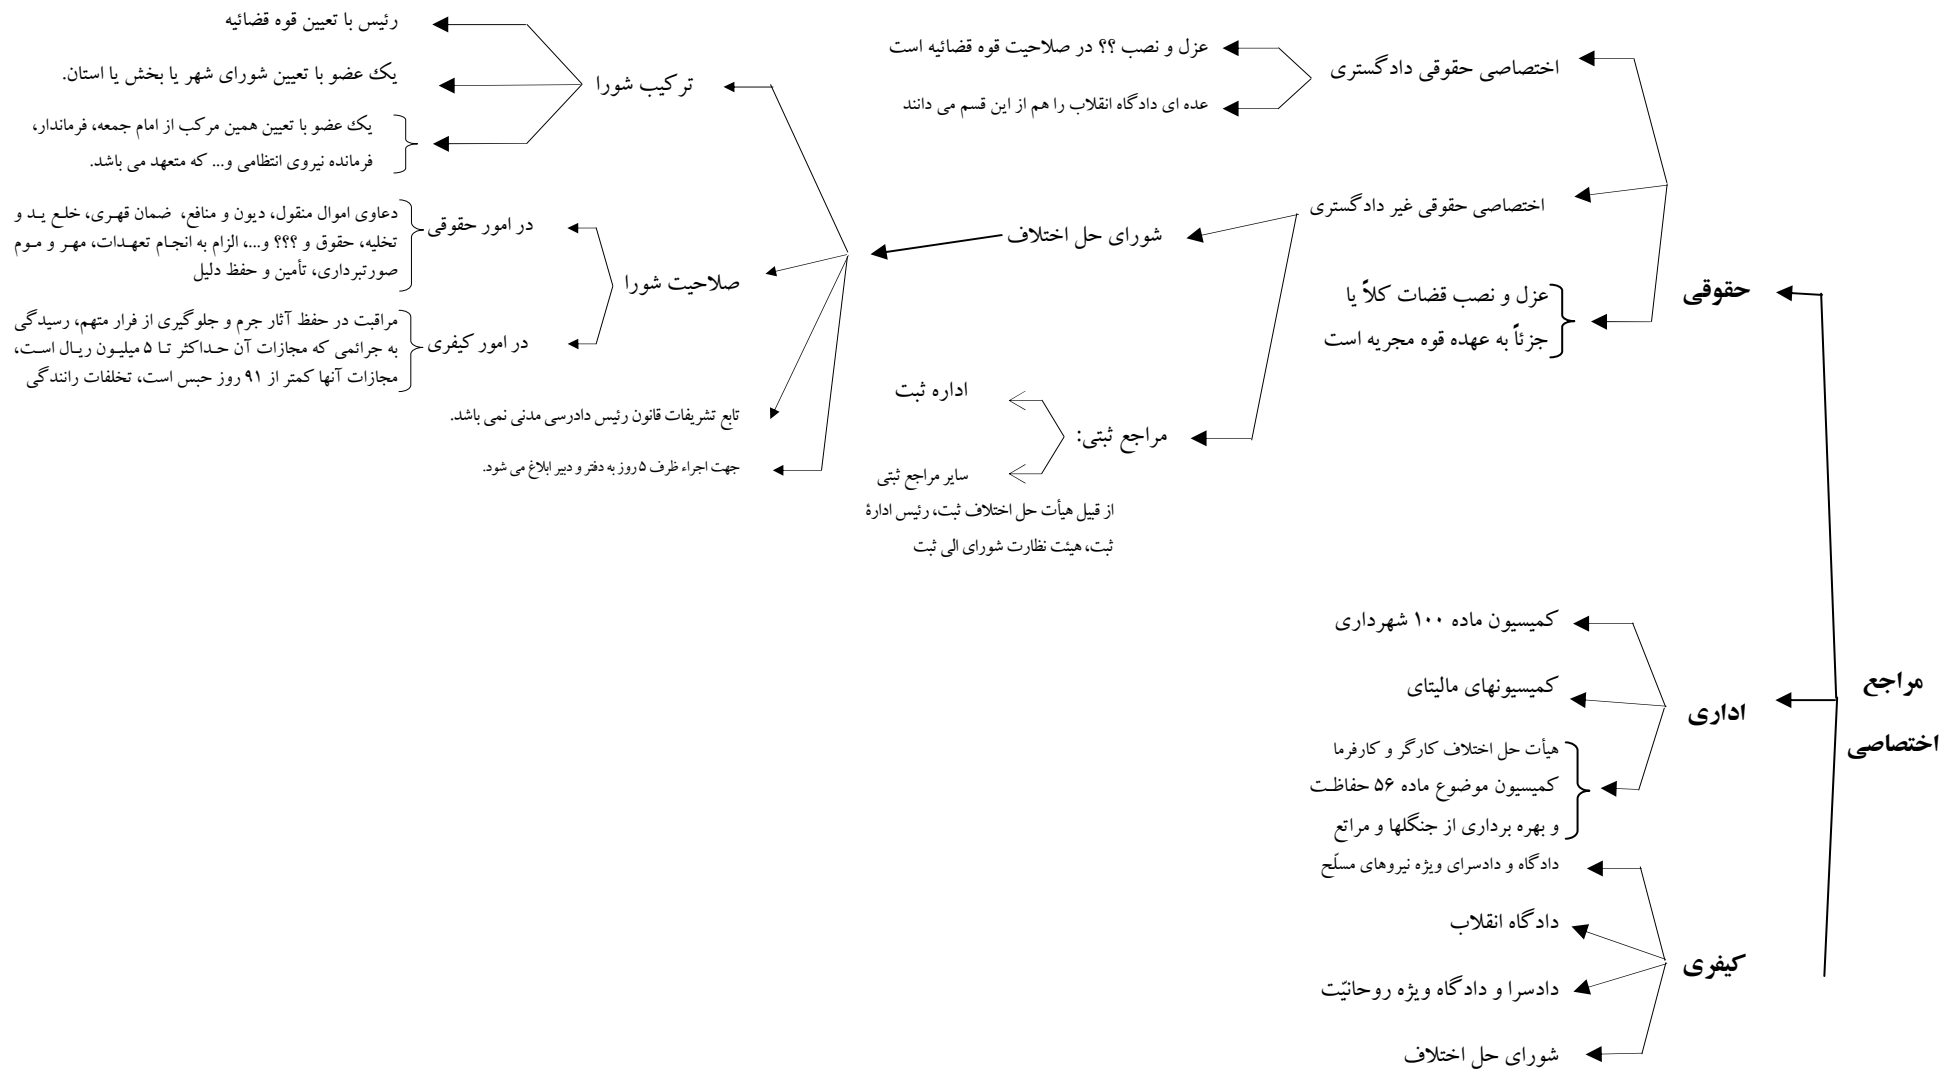 مراجع
اختصاصی
حقوقی
اختصاصی حقوقی دادگستری
عزل و نصب ؟؟ در صلاحیت قوه قضائیه است
عده ای دادگاه انقلاب را هم از این قسم می دانند
اختصاصی حقوقی غیر دادگستری
شورای حل اختلاف
ترکیب شورا
رئیس با تعیین قوه قضائیه
یک عضو با تعیین شورای شهر یا بخش یا استان.
یک عضو با تعیین همین مرکب از امام جمعه، فرماندار،
فرمانده نیروی انتظامی و... که متعهد می باشد.
صلاحیت شورا
در امور حقوقی
دعاوی اموال منقول، دیون و منافع، ضمان قهری، خلع ید و
تخلیه، حقوق و ؟؟؟ و...، الزام به انجام تعهدات، مهر و موم
صورتبرداری، تأمین و حفظ دلیل
در امور کیفری
مراقبت در حفظ آثار جرم و جلوگیری از فرار متهم، رسیدگی
به جرائمی که مجازات آن حداکثر تا ۵ میلیون ریال است،
مجازات آنها کمتر از ۹۱ روز حبس است، تخلفات رانندگی
تابع تشریفات قانون رئیس دادرسی مدنی نمی باشد.
جهت اجراء ظرف ۵ روز به دفتر و دبیر ابلاغ می شود.
مراجع ثبتی:
اداره ثبت
سایر مراجع ثبتی
از قبیل هیأت حل اختلاف ثبت، رئیس ادارۀ
ثبت، هیئت نظارت شورای الی ثبت
عزل و نصب قضات کلاً یا
جزئاً به عهده قوه مجریه است
اداری
کمیسیون ماده ۱۰۰ شهرداری
کمیسیونهای مالیتای
هیأت حل اختلاف کارگر و کارفرما
کمیسیون موضوع ماده ۵۶ حفاظت
و بهره برداری از جنگلها و مراتع
کیفری
دادگاه و دادسرای ویژه نیروهای مسلّح
دادگاه انقلاب
دادسرا و دادگاه ویژه روحانیّت
شورای حل اختلاف